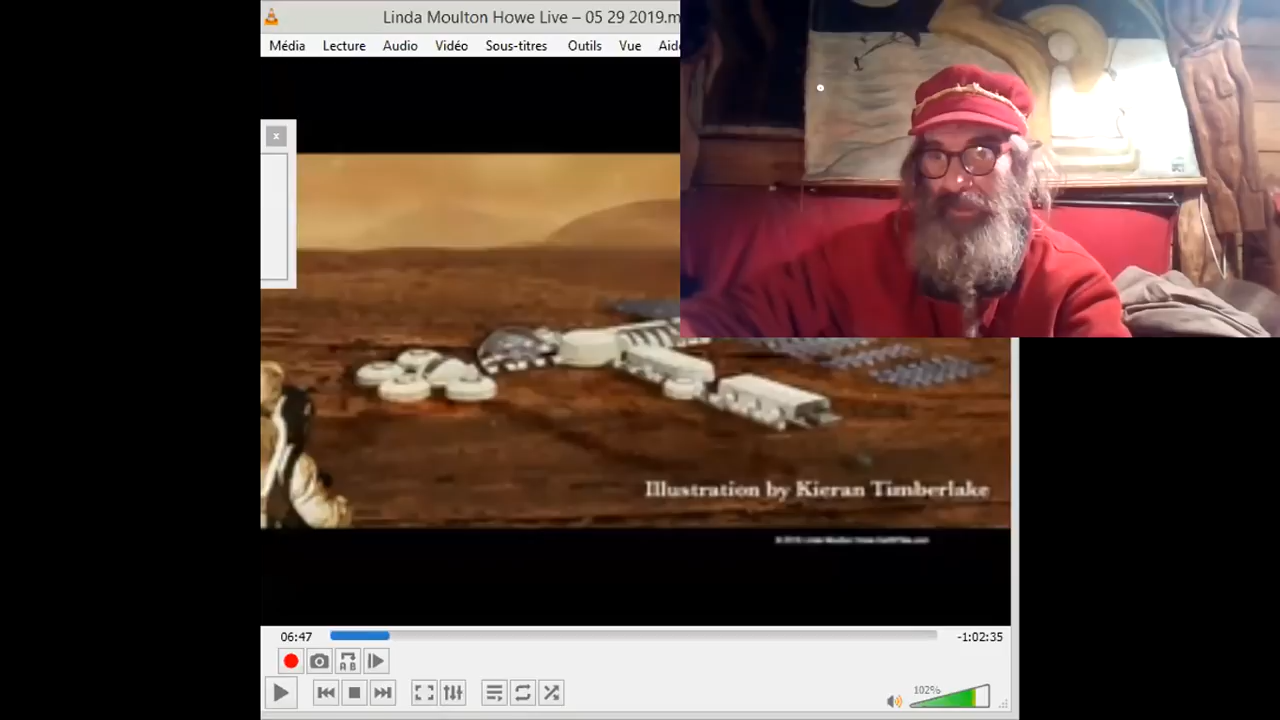 Linda Moulton Howe Live – 05 29 2019.m
Média Lecture Audio Vidéo Sous-titres Outils Vue Aid
x
Illustration by Kieran Timberlake
06:47
-1:02:35
A B
102%